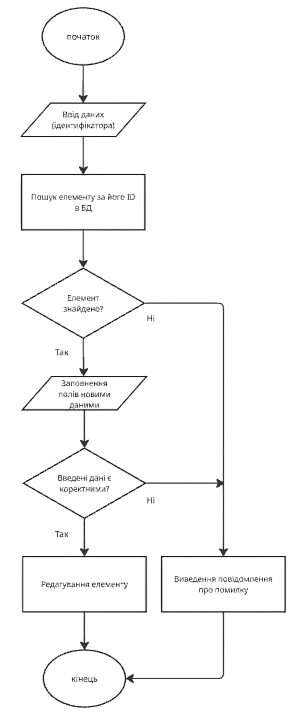 початок
Ввід даних
(ідентифікатора)
Пошук елементу за його ID
в БД
Елемент
знайдено?
Ні
Так
Заповнення
полів новими
даними
Введені дані є
коректними?
Ні
Так
Редагування елементу
Виведення повідомлення
про помилку
кінець